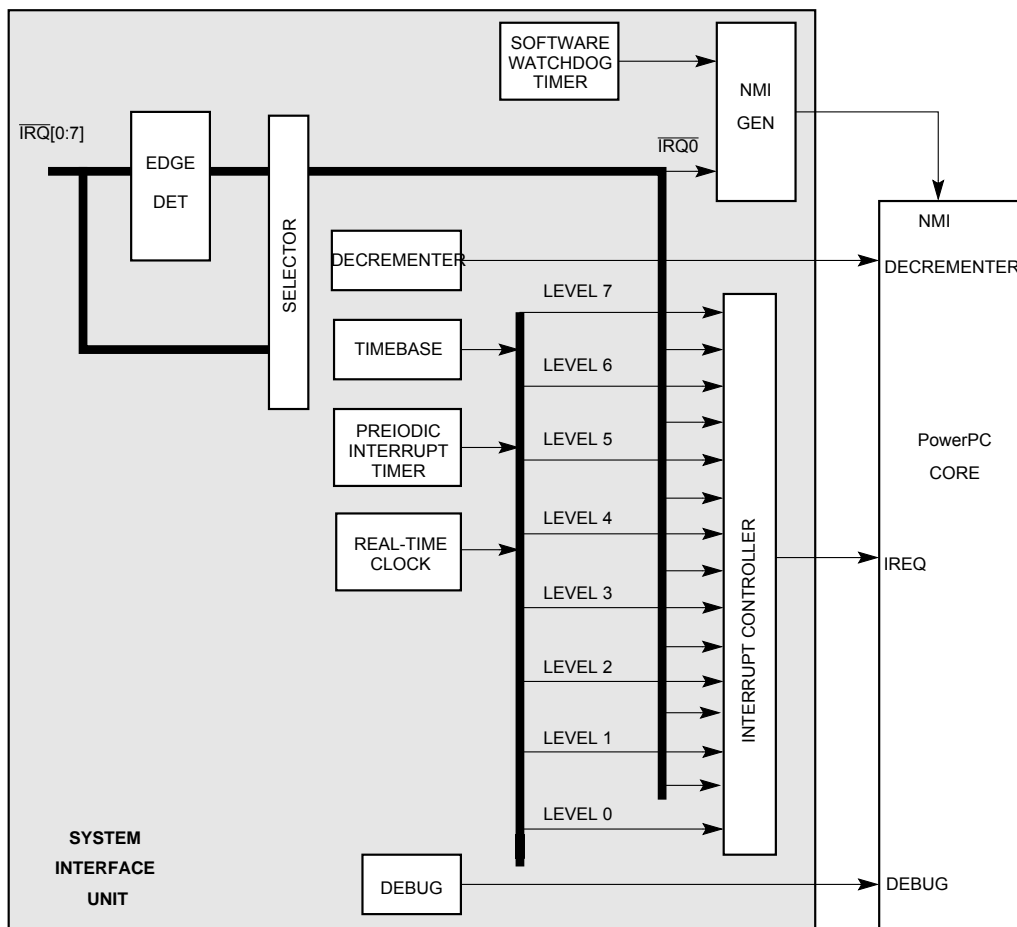 SOFTWARE
WATCHDOG
TIMER
NMI
GEN
IRQ[0:7]
EDGE
DET
SELECTOR
IRQ0
NMI
DECREMENTER
DECREMENTER
LEVEL 7
TIMEBASE
LEVEL 6
PREIODIC
INTERRUPT
TIMER
LEVEL 5
PowerPC
CORE
LEVEL 4
REAL-TIME
CLOCK
INTERRUPT CONTROLLER
IREQ
LEVEL 3
LEVEL 2
LEVEL 1
LEVEL 0
SYSTEM
INTERFACE
UNIT
DEBUG
DEBUG